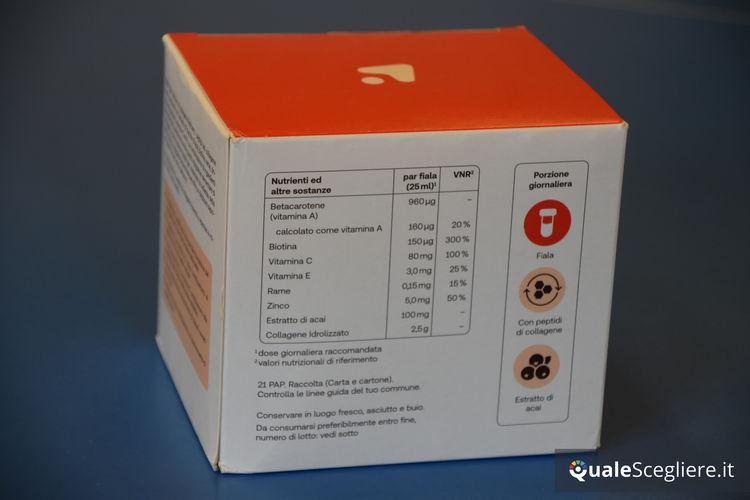 Nutrienti ed altre sostanze par fiala (25 ml)¹ VNR²
Betacarotene (vitamina A) 960 µg –
calcolato come vitamina A 160 µg 20 %
Biotina 150 µg 300 %
Vitamina C 80 mg 100 %
Vitamina E 3,0 mg 25 %
Rame 0,15 mg 15 %
Zinco 5,0 mg 50 %
Estratto di acai 100 mg –
Collagene Idrolizzato 2,5 g –
¹dose giornaliera raccomandata
²valori nutrizionali di riferimento
21 PAP. Raccolta (Carta e cartone).
Controlla le linee guida del tuo comune.
Conservare in luogo fresco, asciutto e buio.
Da consumarsi preferibilmente entro fine,
numero di lotto: vedi sotto
Porzione
giornaliera
Fiala
Con peptidi
di collagene
Estratto di
acai
QualeScegliere.it